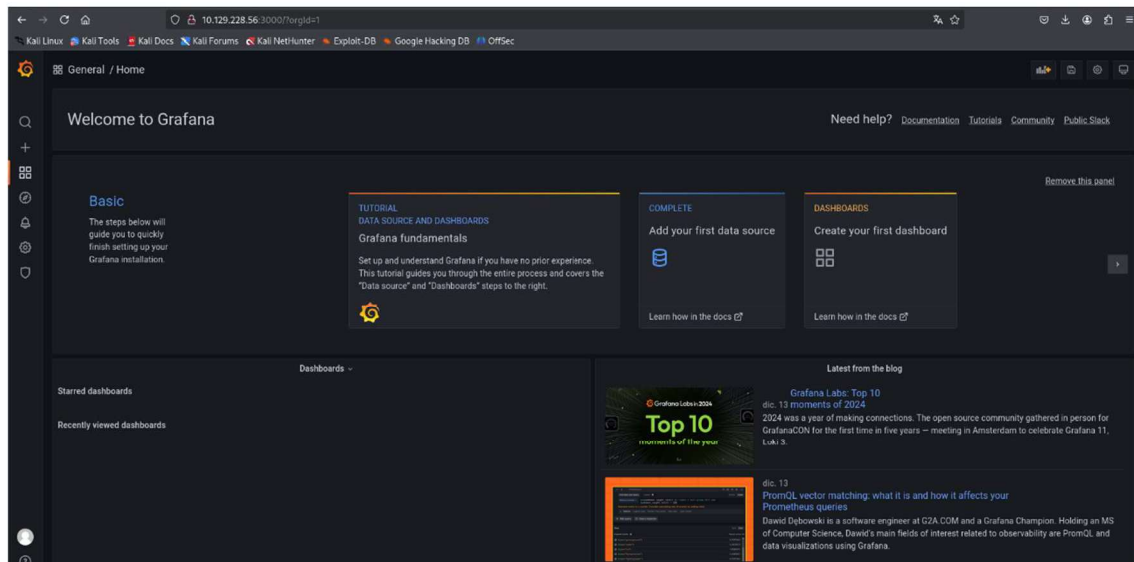 10.129.228.56:3000/?orgId=1
Kali Linux Kali Tools Kali Docs Kali Forums Kali NetHunter Exploit-DB Google Hacking DB OffSec
General / Home
Welcome to Grafana
Need help? Documentation Tutorials Community Public Slack
Remove this panel
Basic
The steps below will
guide you to quickly
finish setting up your
Grafana installation.
TUTORIAL
DATA SOURCE AND DASHBOARDS
Grafana fundamentals
Set up and understand Grafana if you have no prior experience.
This tutorial guides you through the entire process and covers the
"Data source" and "Dashboards" steps to the right.
COMPLETE
Add your first data source
Learn how in the docs
DASHBOARDS
Create your first dashboard
Learn how in the docs
Dashboards
Starred dashboards
Recently viewed dashboards
Latest from the blog
Grafana Labs in 2024
Top 10
moments of the year
Grafana Labs: Top 10
dic. 13 moments of 2024
2024 was a year of making connections. The open source community gathered in person for
GrafanaCON for the first time in five years — meeting in Amsterdam to celebrate Grafana 11,
Loki 3.
dic. 13
PromQL vector matching: what it is and how it affects your
Prometheus queries
Dawid Dębowski is a software engineer at G2A.COM and a Grafana Champion. Holding an MS
of Computer Science, Dawid's main fields of interest related to observability are PromQL and
data visualizations using Grafana.